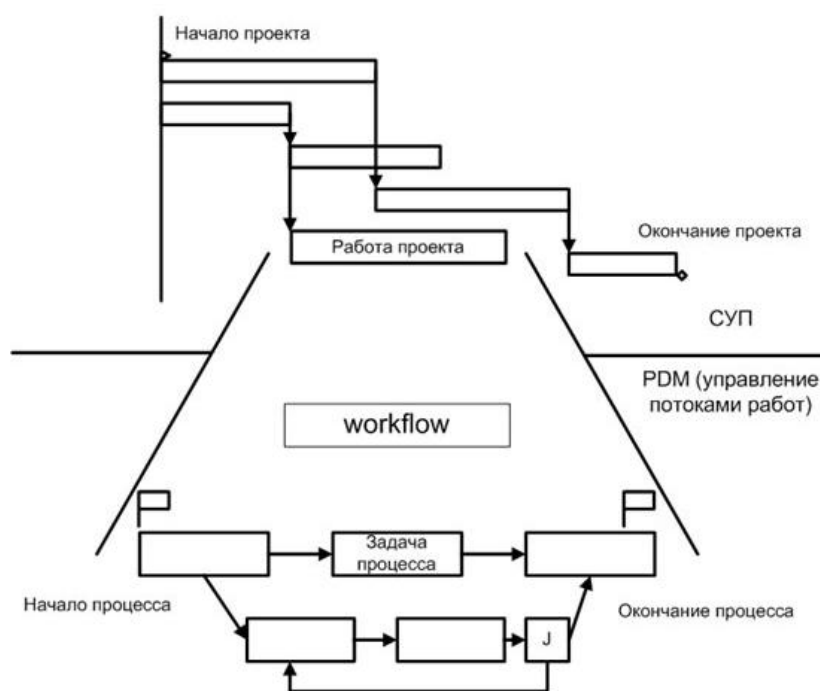 Начало проекта
Работа проекта
Окончание проекта
СУП
PDM (управление
потоками работ)
workflow
Задача
процесса
Начало процесса
Окончание процесса
J